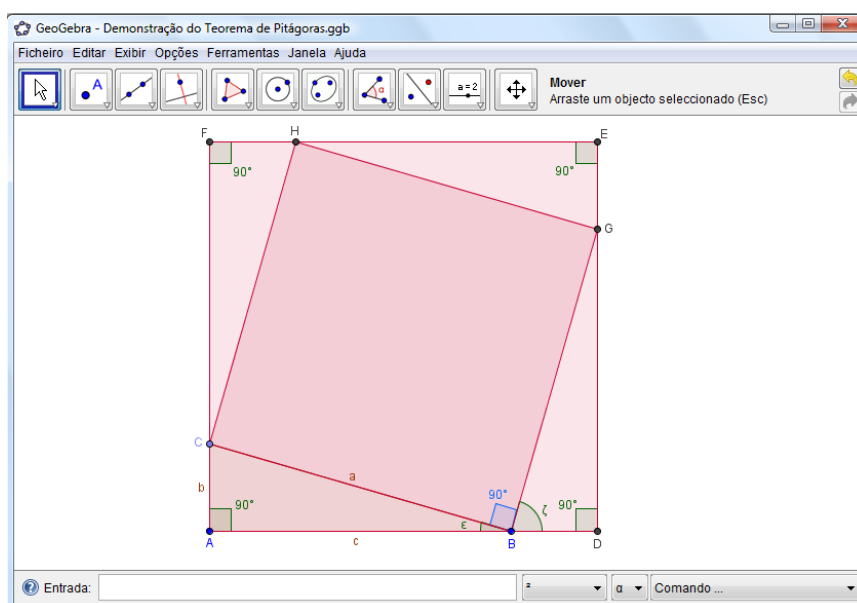 GeoGebra - Demonstração do Teorema de Pitágoras.ggb
Ficheiro Editar Exibir Opções Ferramentas Janela Ajuda
A
α
a=2
Mover
Arraste um objecto seleccionado (Esc)
F
H
E
90°
90°
G
C
b
a
90°
90°
ε
ζ
90°
A
c
B
D
Entrada:
²
α
Comando ...